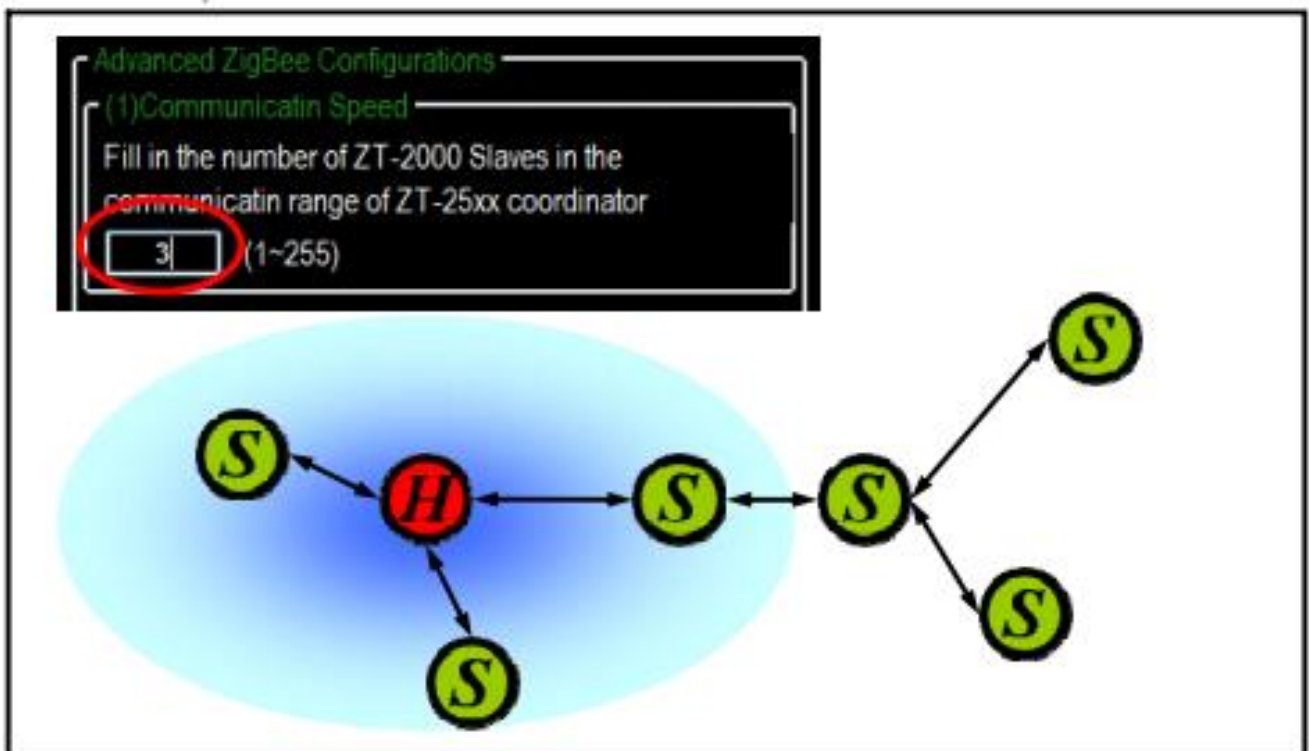 Advanced ZigBee Configurations
(1)Communicatin Speed
Fill in the number of ZT-2000 Slaves in the
communicatin range of ZT-25xx coordinator
3 (1~255)
S
S
H
S
S
S
S